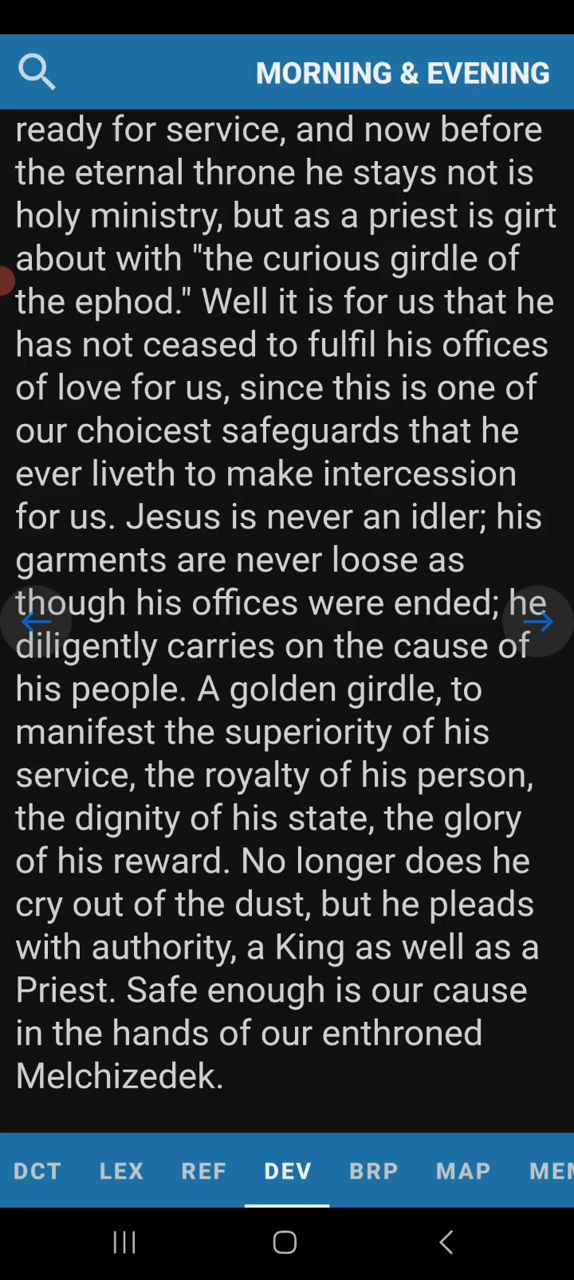 MORNING & EVENING
ready for service, and now before
the eternal throne he stays not is
holy ministry, but as a priest is girt
about with "the curious girdle of
the ephod." Well it is for us that he
has not ceased to fulfil his offices
of love for us, since this is one of
our choicest safeguards that he
ever liveth to make intercession
for us. Jesus is never an idler; his
garments are never loose as
though his offices were ended; he
diligently carries on the cause of
his people. A golden girdle, to
manifest the superiority of his
service, the royalty of his person,
the dignity of his state, the glory
of his reward. No longer does he
cry out of the dust, but he pleads
with authority, a King as well as a
Priest. Safe enough is our cause
in the hands of our enthroned
Melchizedek.
DCT LEX REF DEV BRP MAP MEM